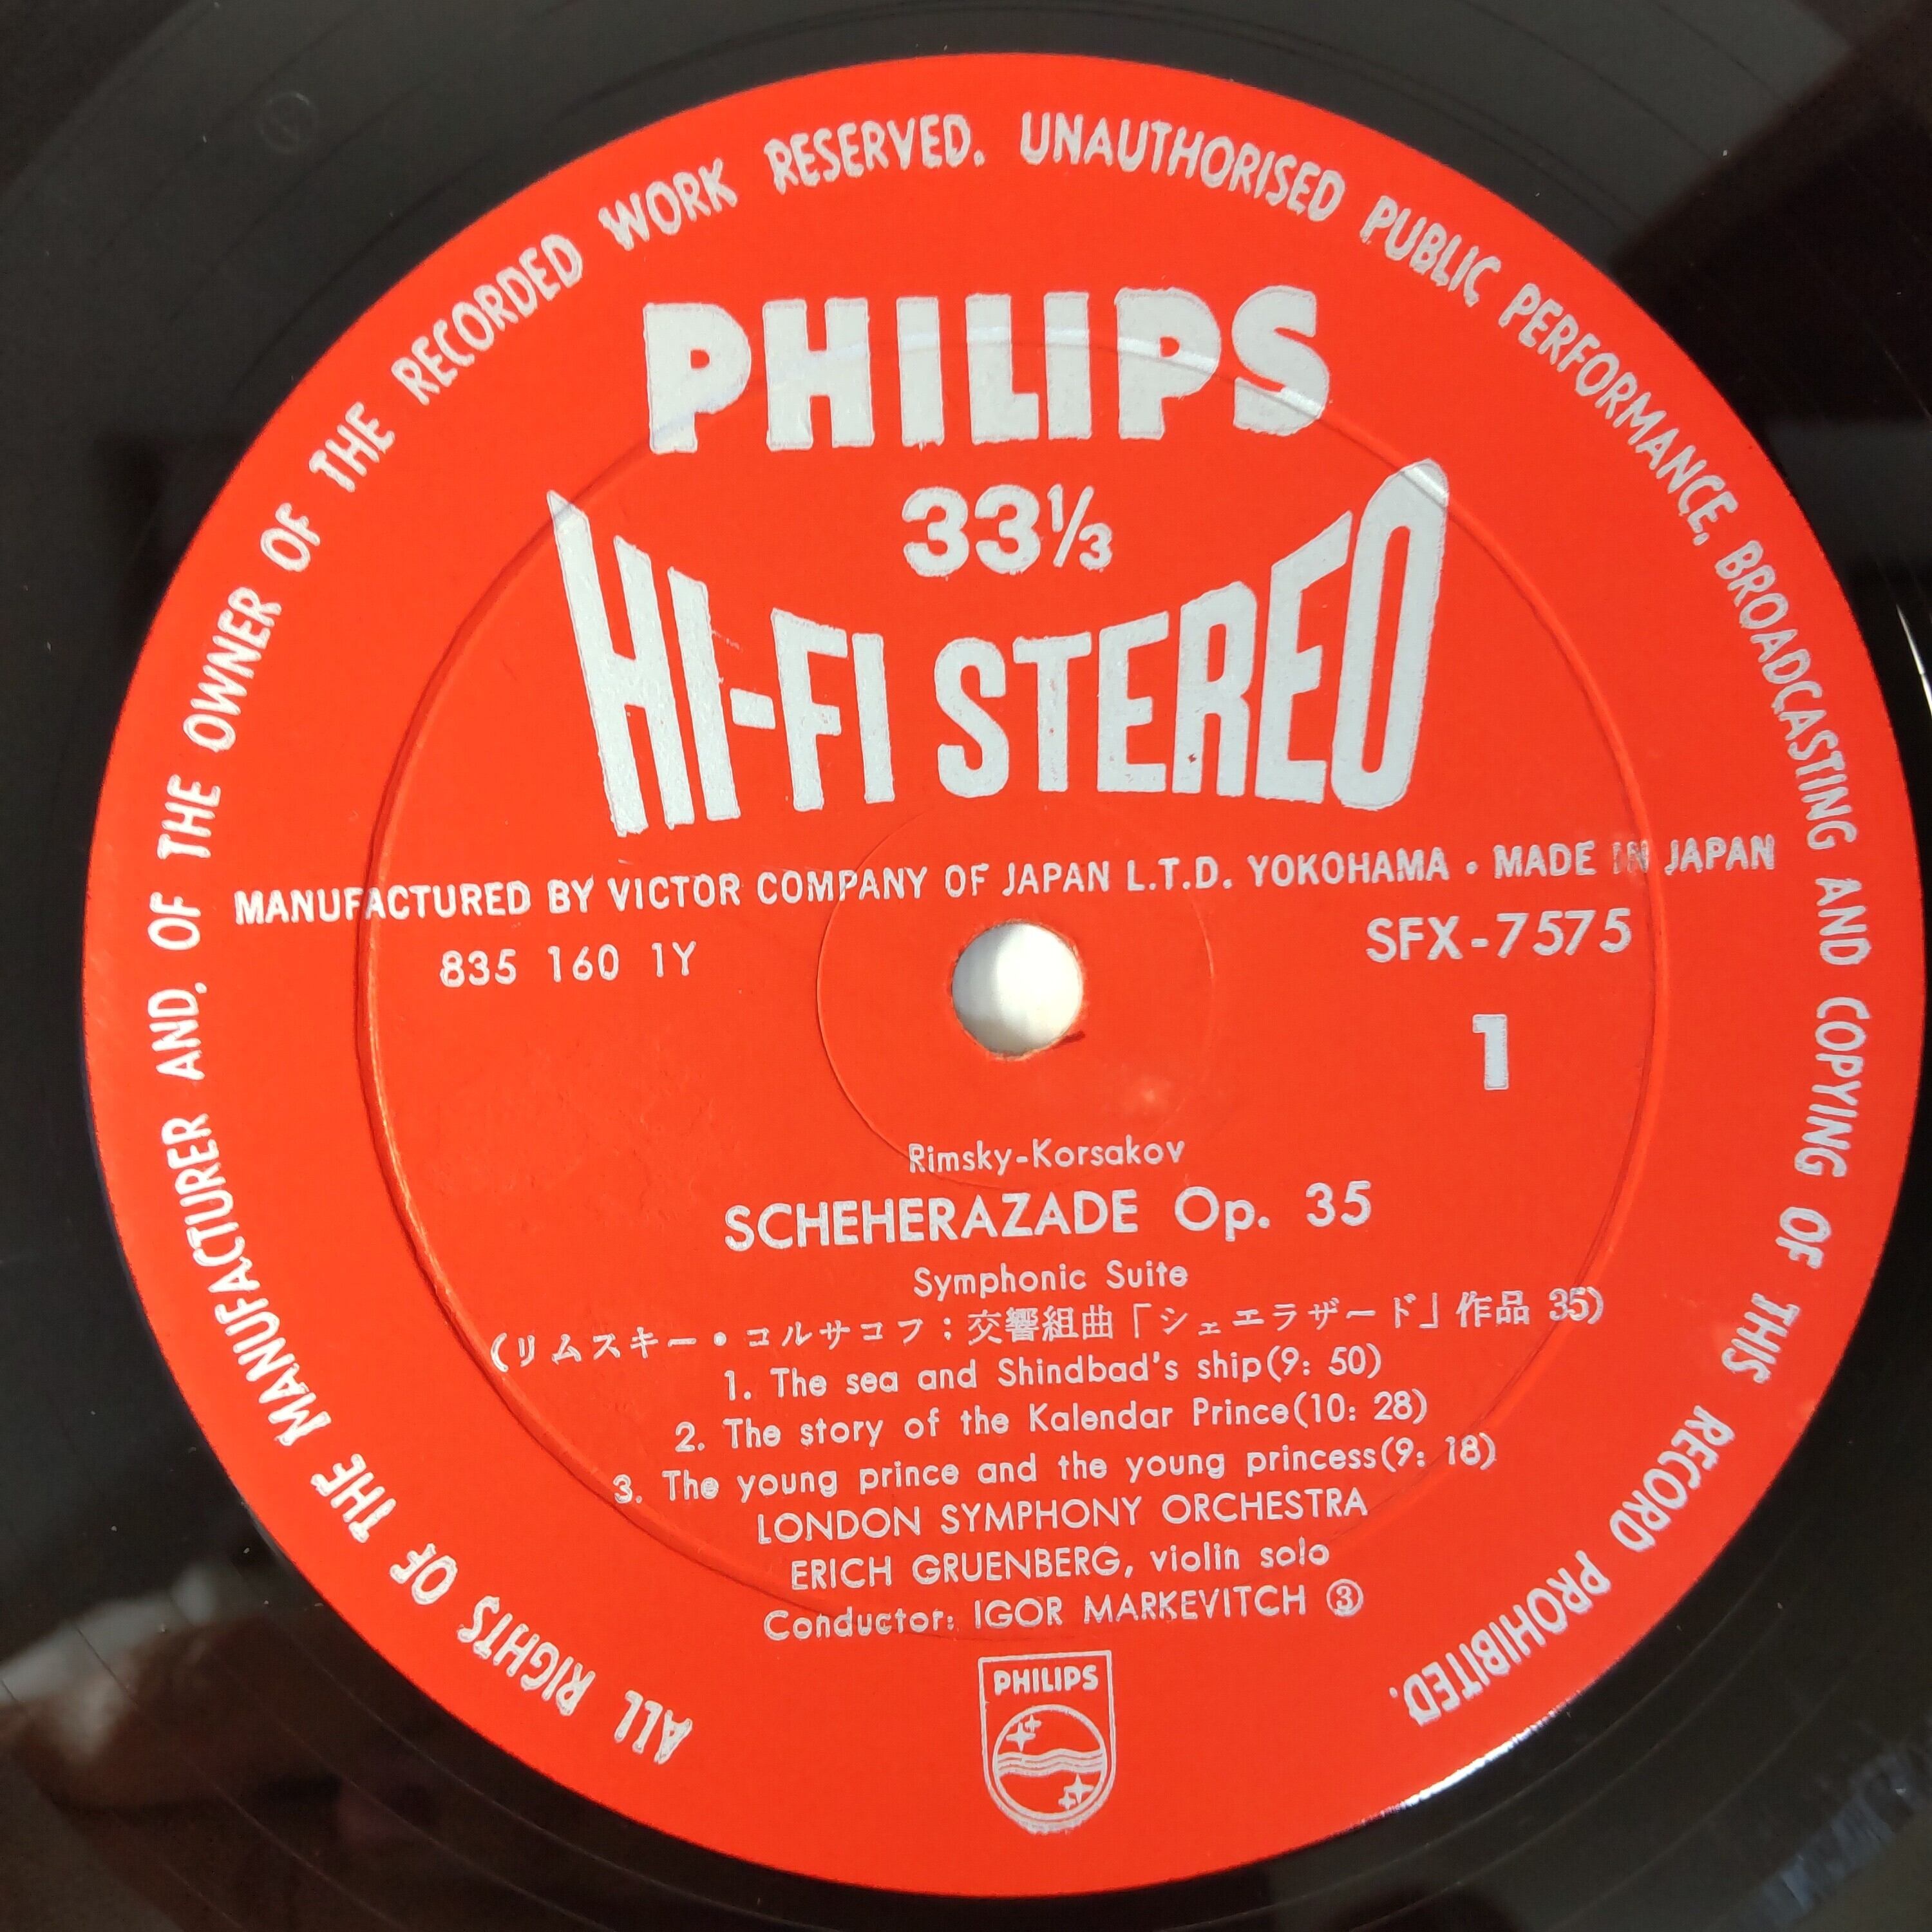 ALL RIGHTS OF THE MANUFACTURER AND. OF THE OWNER OF THE RECORDED WORK RESERVED. UNAUTHORISED PUBLIC PERFORMANCE, BROADCASTING AND COPYING OF THIS RECORD PROHIBITED.
PHILIPS
33⅓
HI-FI STEREO
MANUFACTURED BY VICTOR COMPANY OF JAPAN L.T.D. YOKOHAMA • MADE IN JAPAN
835 160 1Y
SFX-7575
1
Rimsky-Korsakov
SCHEHERAZADE Op. 35
Symphonic Suite
(リムスキー・コルサコフ:交響組曲「シェエラザード」作品 35)
1. The sea and Shindbad's ship(9: 50)
2. The story of the Kalendar Prince(10: 28)
3. The young prince and the young princess(9: 18)
LONDON SYMPHONY ORCHESTRA
ERICH GRUENBERG, violin solo
Conductor: IGOR MARKEVITCH ③
PHILIPS